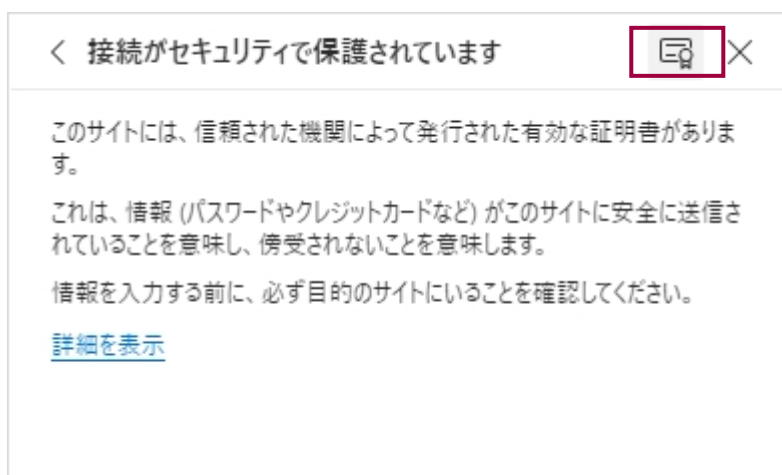 接続がセキュリティで保護されています
このサイトには、信頼された機関によって発行された有効な証明書がありま
す。
これは、情報 (パスワードやクレジットカードなど) がこのサイトに安全に送信さ
れていることを意味し、傍受されないことを意味します。
情報を入力する前に、必ず目的のサイトにいることを確認してください。
詳細を表示